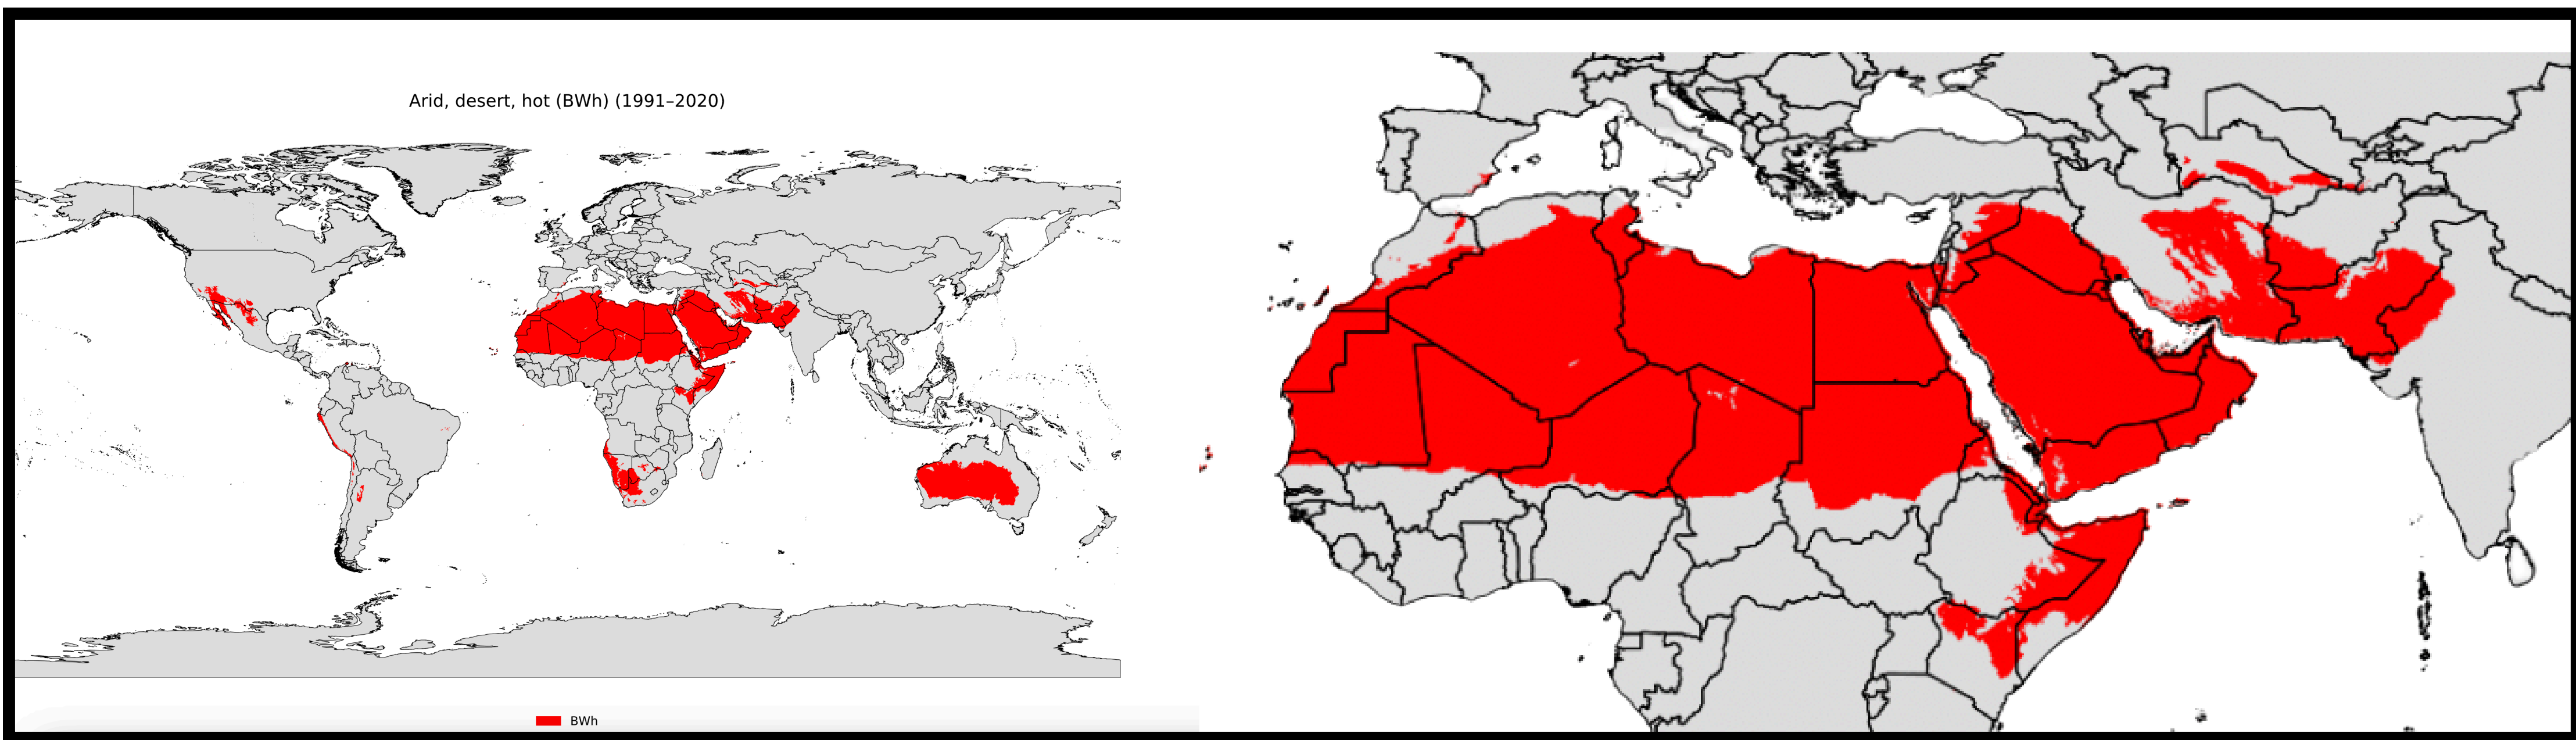 Arid, desert, hot (BWh) (1991–2020)
BWh